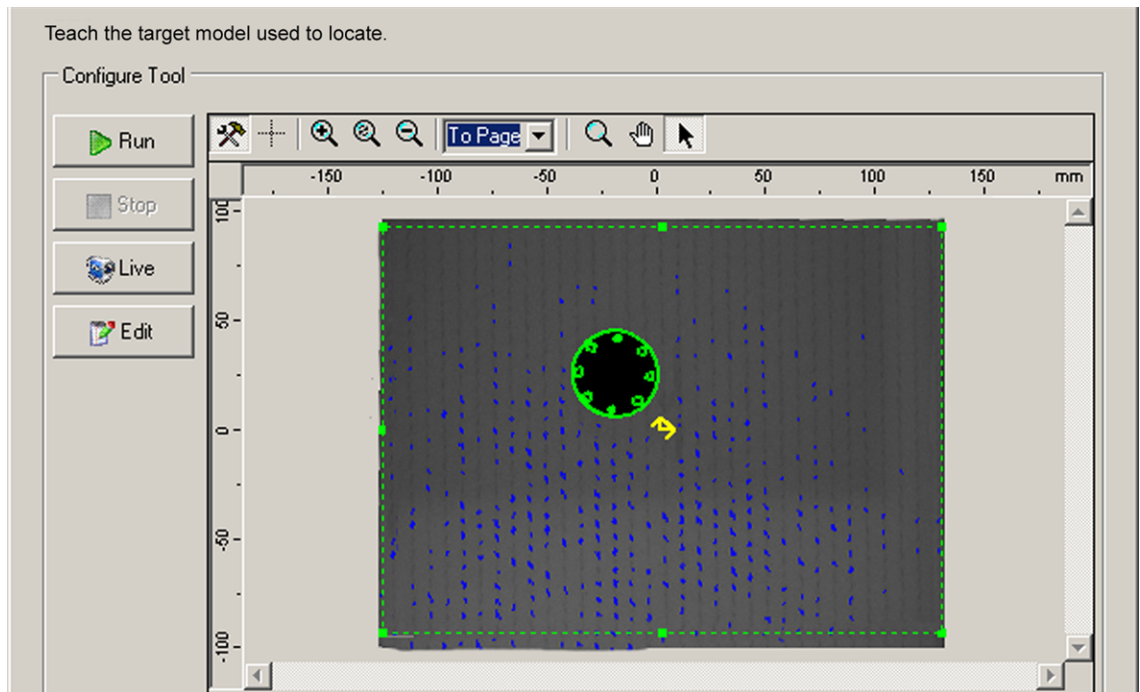 Teach the target model used to locate.
Configure Tool
Run
To Page
-150 -100 -50 0 50 100 150 mm
Stop
100
Live
50
Edit
0
-50
-100